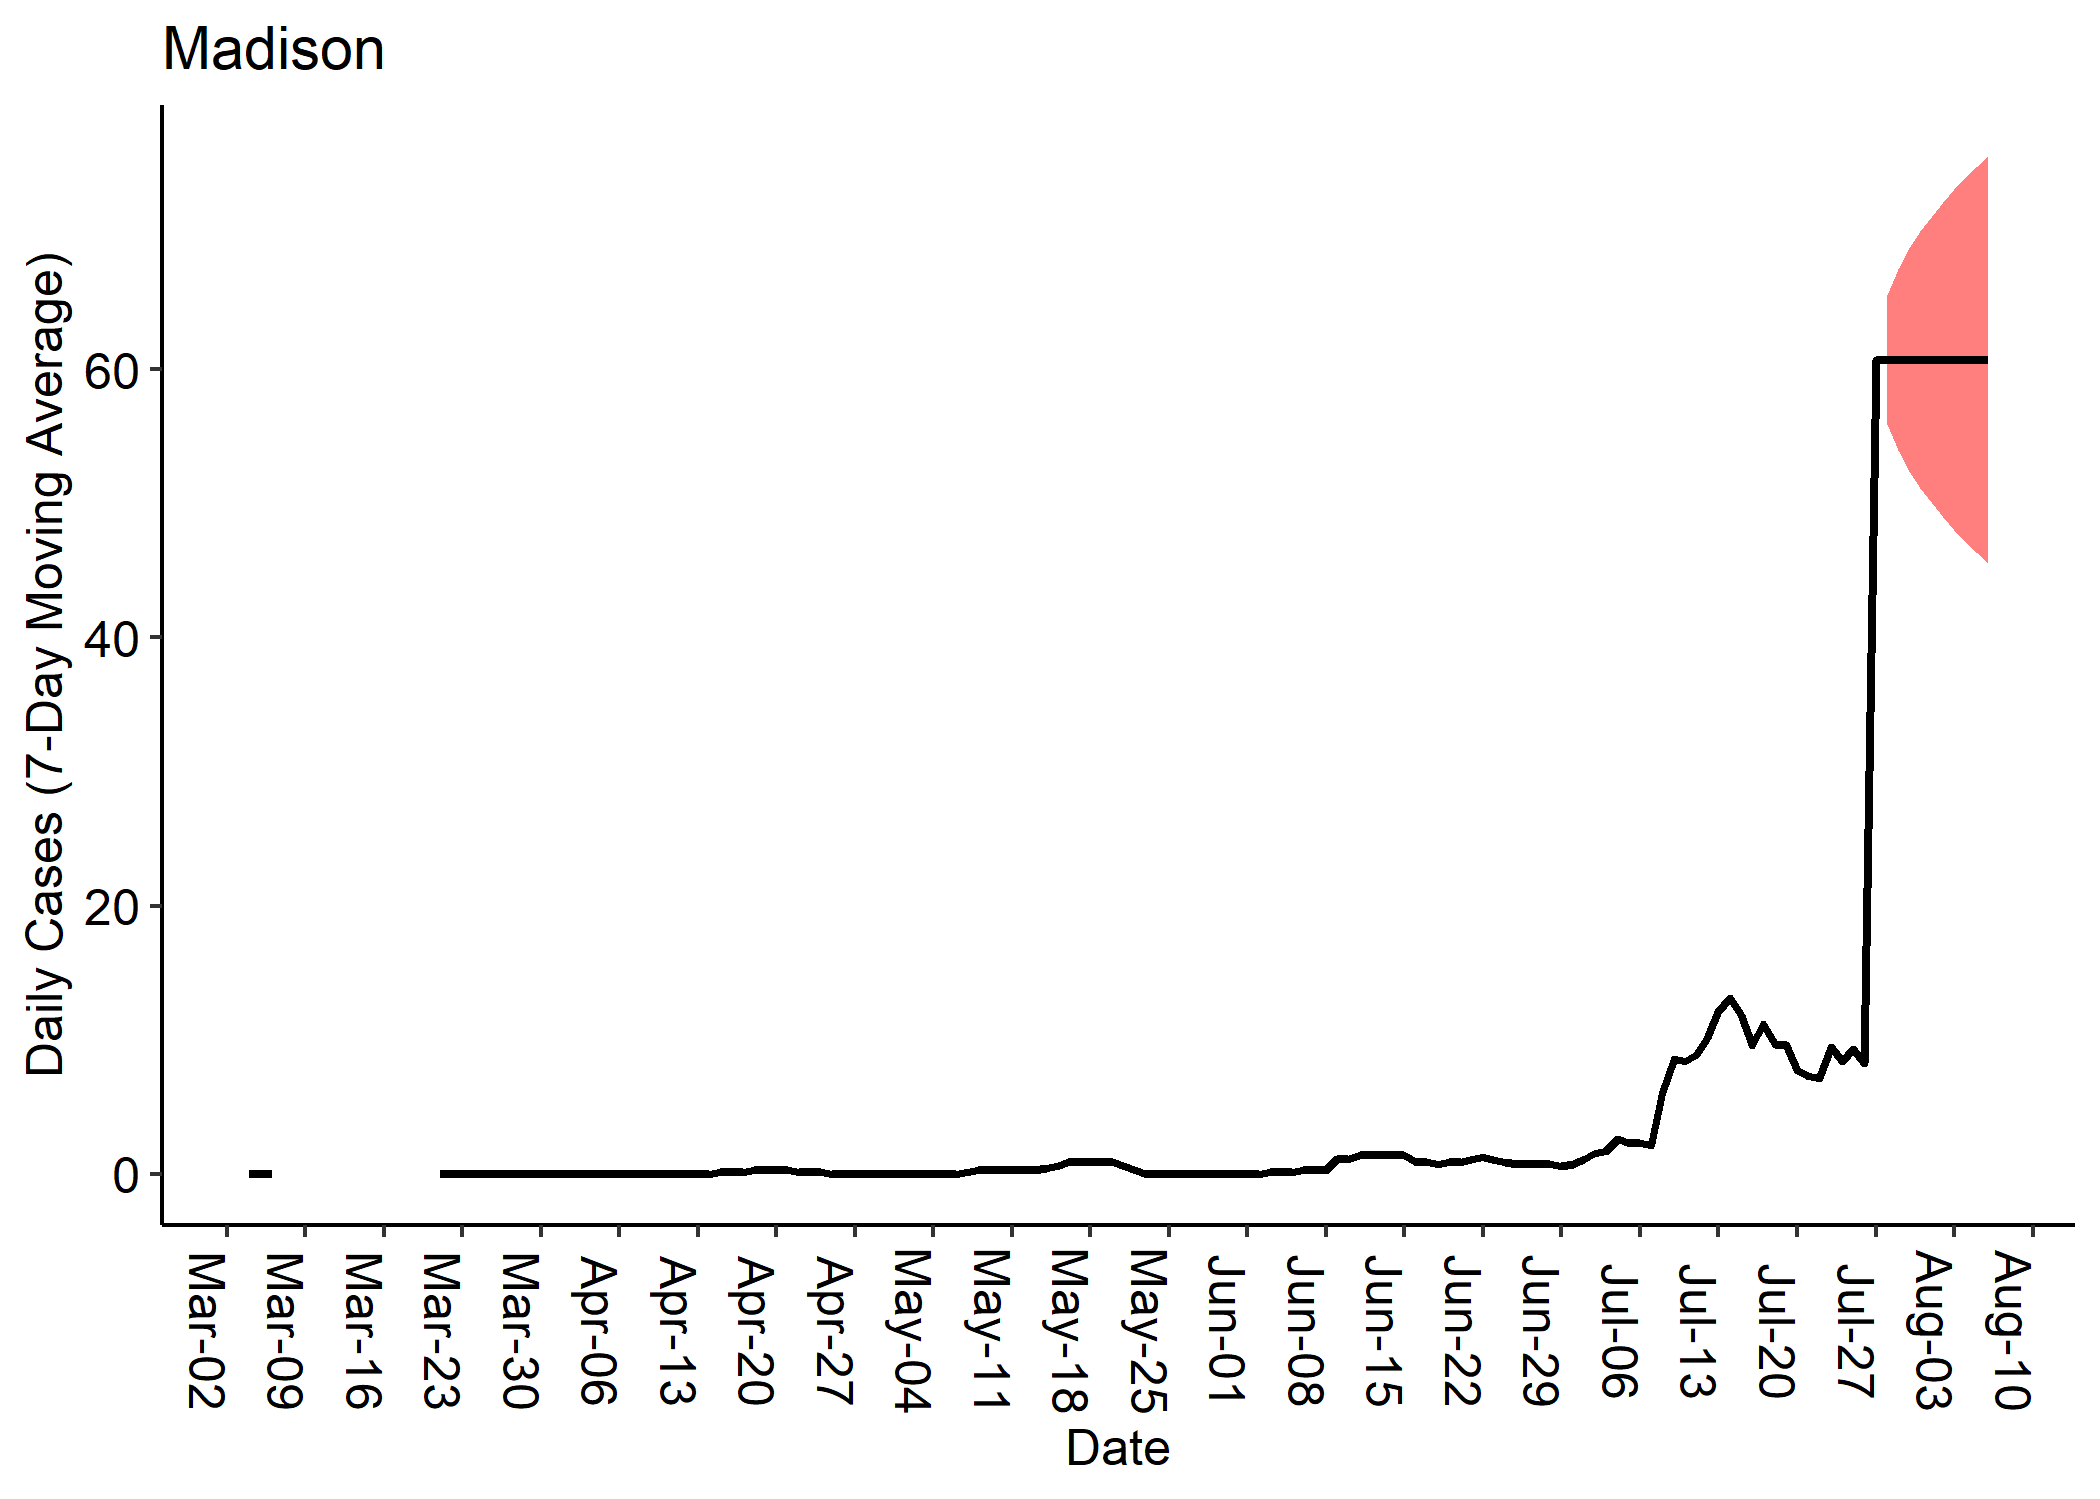 Madison
Daily Cases (7-Day Moving Average)
60
40
20
0
Mar-02
Mar-09
Mar-16
Mar-23
Mar-30
Apr-06
Apr-13
Apr-20
Apr-27
May-04
May-11
May-18
May-25
Jun-01
Jun-08
Jun-15
Jun-22
Jun-29
Jul-06
Jul-13
Jul-20
Jul-27
Aug-03
Aug-10
Date